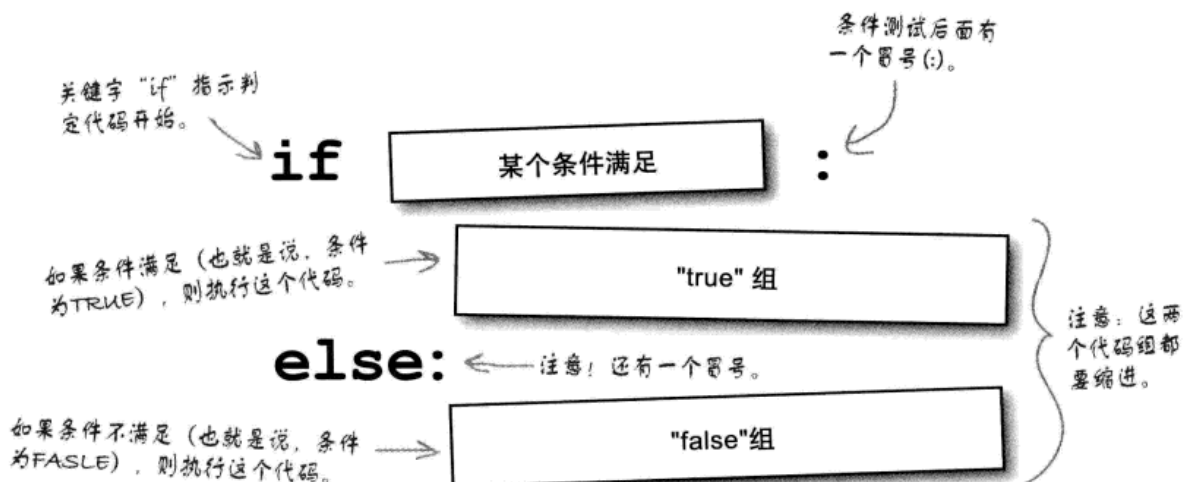 条件测试后面有
一个冒号(:)。
关键字“if”指示判
定代码开始。
if 某个条件满足 :
如果条件满足(也就是说,条件
为TRUE),则执行这个代码。
"true" 组
else:
注意!还有一个冒号。
注意:这两
个代码组都
要缩进。
如果条件不满足(也就是说,条件
为FASLE),则执行这个代码。
"false"组